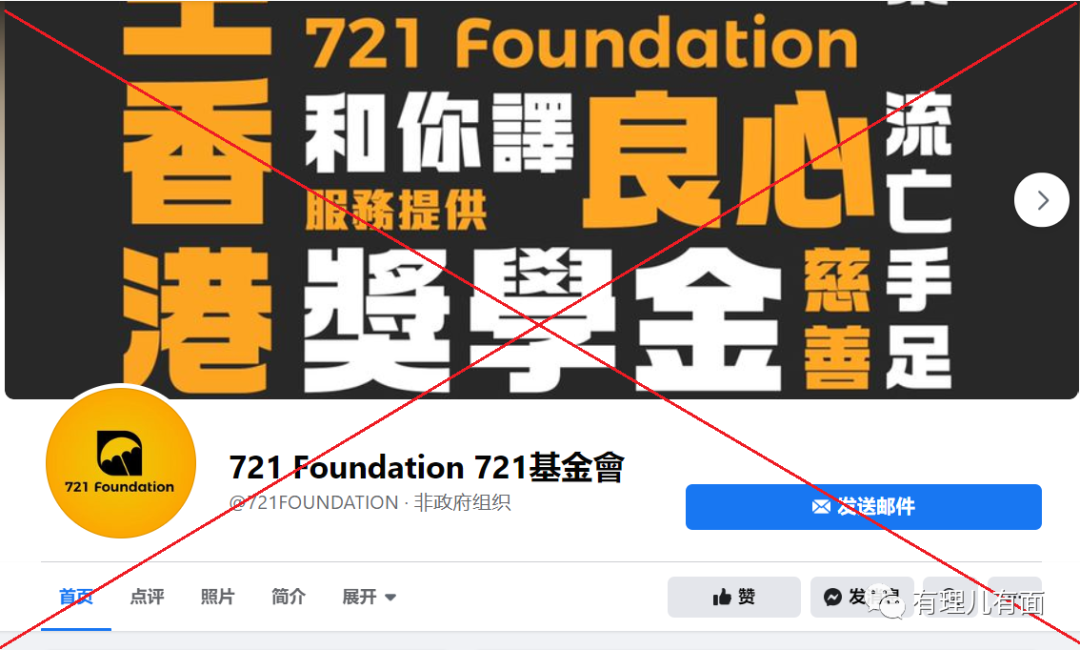 721 Foundation
香
港
和你譯
良心
服務提供
獎學金
慈善
流亡手足
721 Foundation
721 Foundation 721基金會
@721FOUNDATION · 非政府组织
发送邮件
首页
点评
照片
简介
展开
赞
有理儿有面